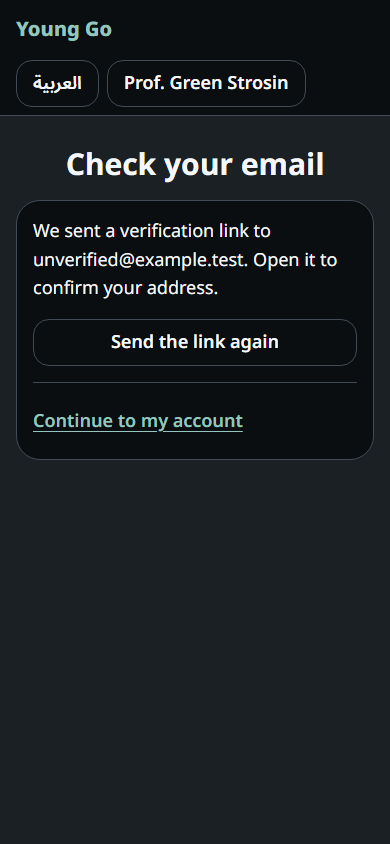 Young Go
العربية
Prof. Green Strosin
Check your email
We sent a verification link to
unverified@example.test. Open it to
confirm your address.
Send the link again
Continue to my account